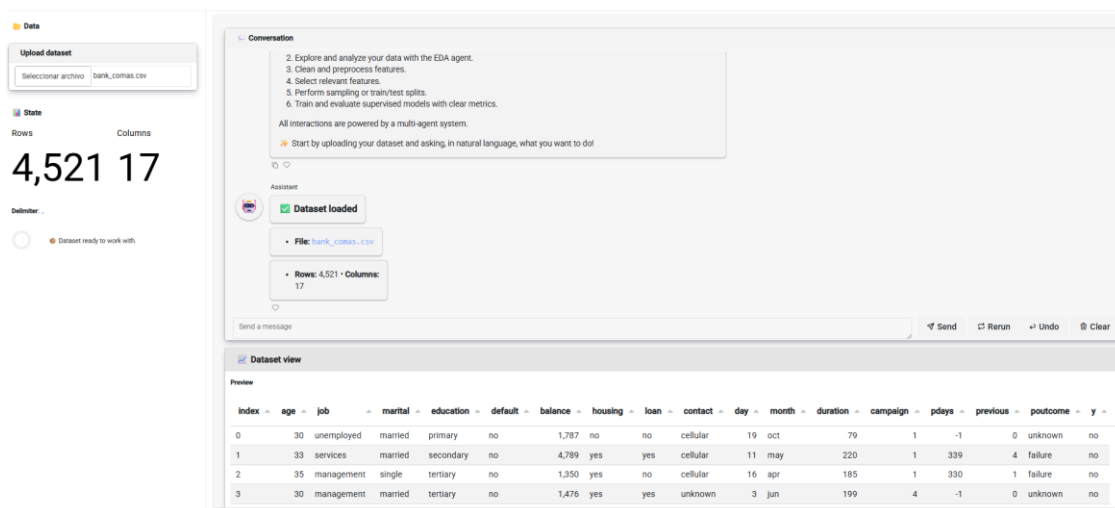 Data
Upload dataset
Seleccionar archivo bank_comas.csv
State
Rows Columns
4,521 17
Delimiter: ,
Dataset ready to work with.
Conversation
2. Explore and analyze your data with the EDA agent.
3. Clean and preprocess features.
4. Select relevant features.
5. Perform sampling or train/test splits.
6. Train and evaluate supervised models with clear metrics.
All interactions are powered by a multi-agent system.
✨ Start by uploading your dataset and asking, in natural language, what you want to do!
Assistant
✅ Dataset loaded
• File: bank_comas.csv
• Rows: 4,521 • Columns:
17
Send a message
Send Rerun Undo Clear
Dataset view
Preview
index age job marital education default balance housing loan contact day month duration campaign pdays previous poutcome y
0 30 unemployed married primary no 1,787 no no cellular 19 oct 79 1 -1 0 unknown no
1 33 services married secondary no 4,789 yes yes cellular 11 may 220 1 339 4 failure no
2 35 management single tertiary no 1,350 yes no cellular 16 apr 185 1 330 1 failure no
3 30 management married tertiary no 1,476 yes yes unknown 3 jun 199 4 -1 0 unknown no